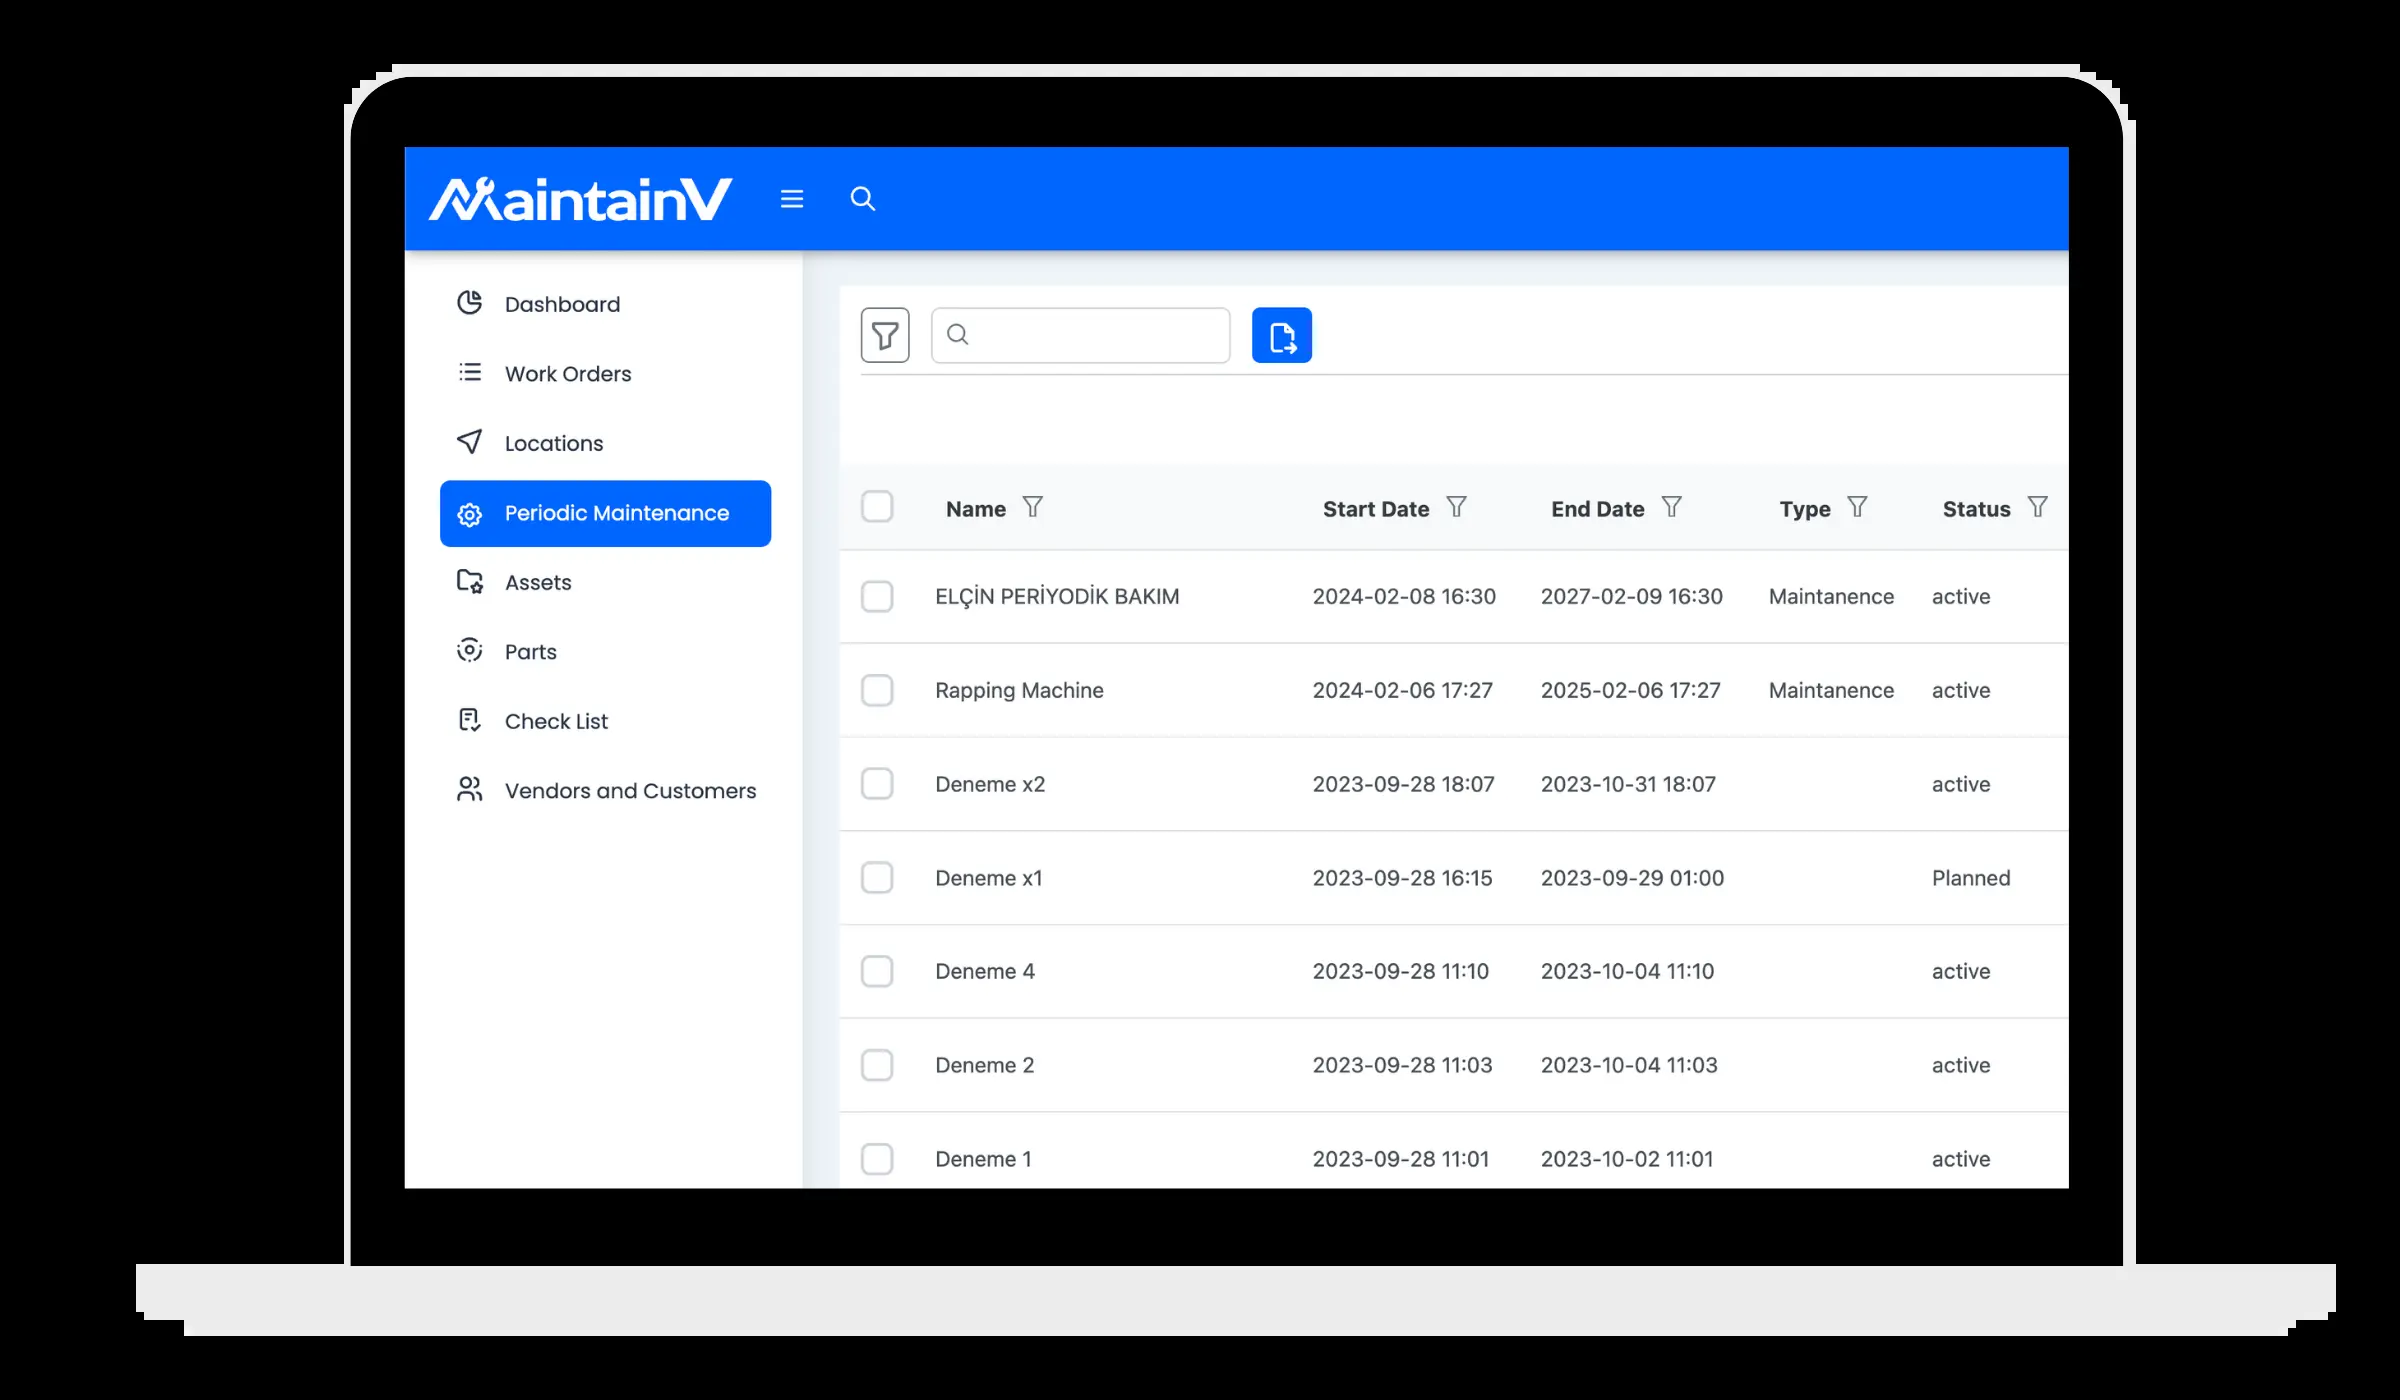 MaintainV
Dashboard
Work Orders
Locations
Periodic Maintenance
Assets
Parts
Check List
Vendors and Customers
Name Start Date End Date Type Status
ELÇİN PERİYODİK BAKIM 2024-02-08 16:30 2027-02-09 16:30 Maintanence active
Rapping Machine 2024-02-06 17:27 2025-02-06 17:27 Maintanence active
Deneme x2 2023-09-28 18:07 2023-10-31 18:07 active
Deneme x1 2023-09-28 16:15 2023-09-29 01:00 Planned
Deneme 4 2023-09-28 11:10 2023-10-04 11:10 active
Deneme 2 2023-09-28 11:03 2023-10-04 11:03 active
Deneme 1 2023-09-28 11:01 2023-10-02 11:01 active